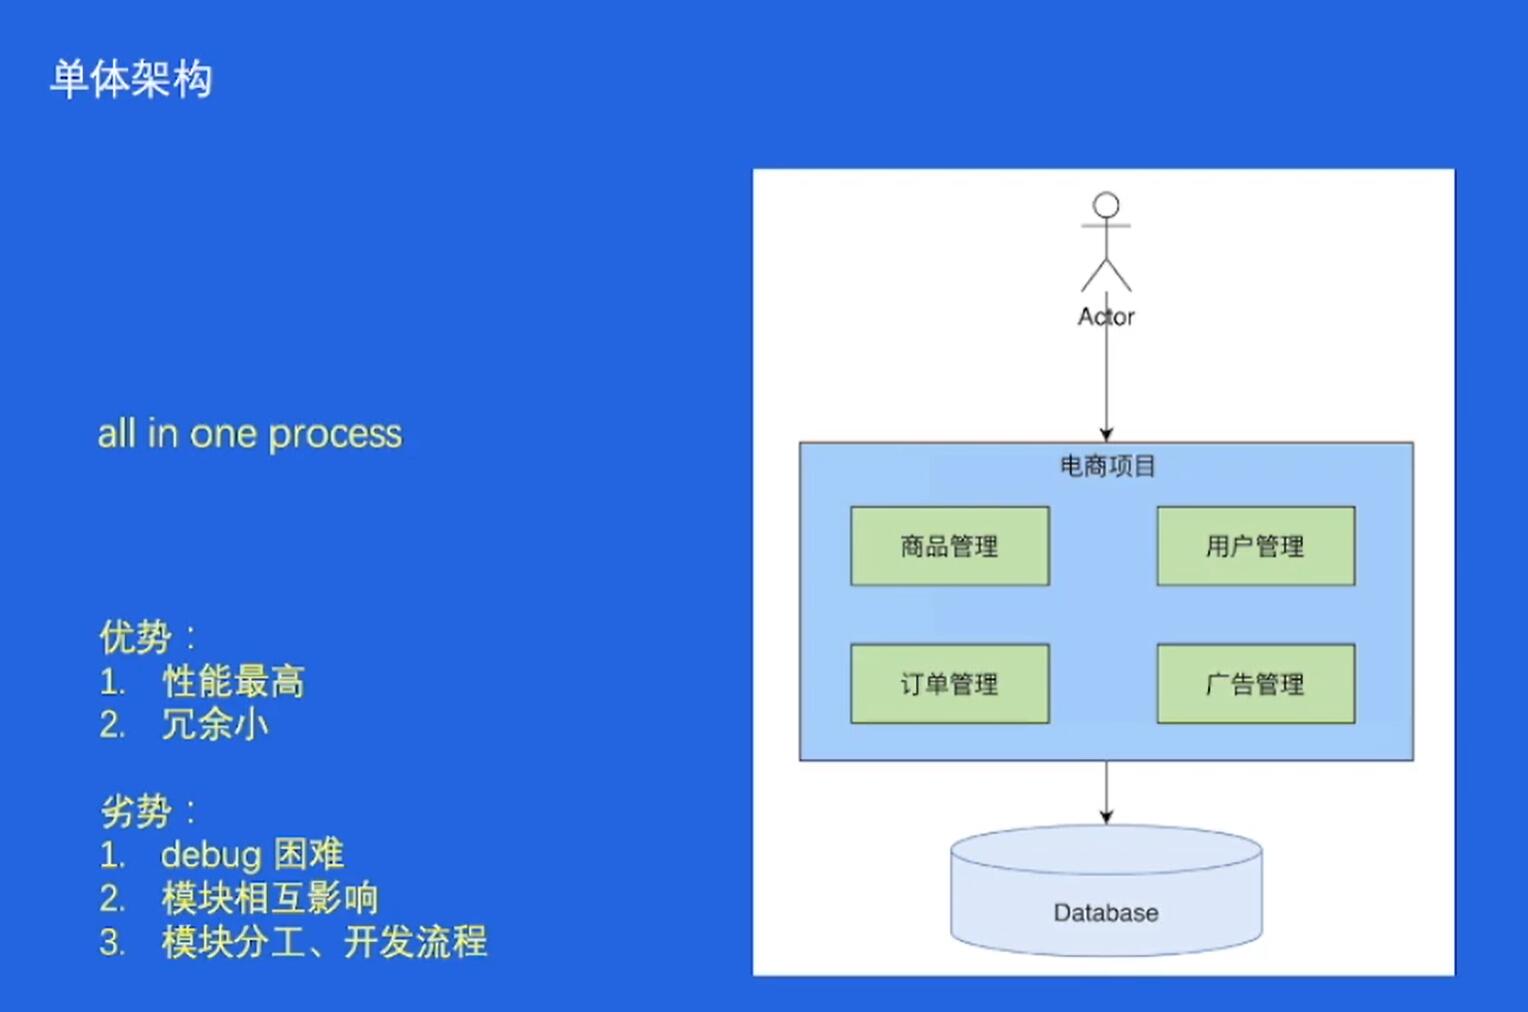 单体架构
all in one process
优势：
1. 性能最高
2. 冗余小
劣势：
1. debug 困难
2. 模块相互影响
3. 模块分工、开发流程
Actor
电商项目
商品管理
用户管理
订单管理
广告管理
Database